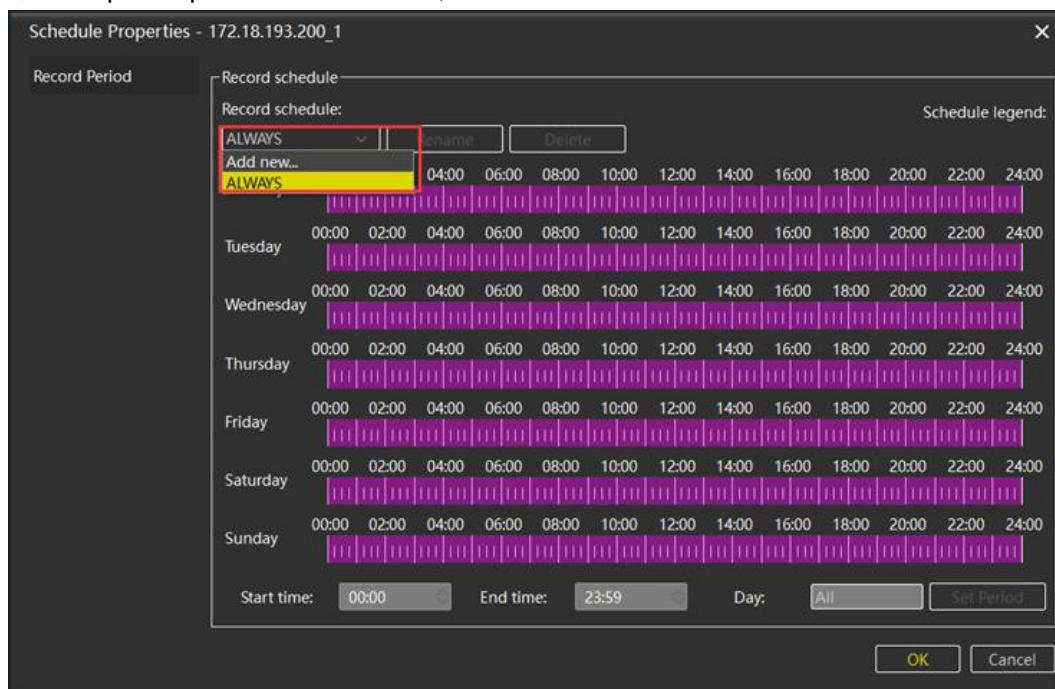 Schedule Properties - 172.18.193.200_1
Record Period
Record schedule
Record schedule:
Schedule legend:
ALWAYS
Rename
Delete
Add new...
ALWAYS
04:00 06:00 08:00 10:00 12:00 14:00 16:00 18:00 20:00 22:00 24:00
00:00 02:00 04:00 06:00 08:00 10:00 12:00 14:00 16:00 18:00 20:00 22:00 24:00
Tuesday
00:00 02:00 04:00 06:00 08:00 10:00 12:00 14:00 16:00 18:00 20:00 22:00 24:00
Wednesday
00:00 02:00 04:00 06:00 08:00 10:00 12:00 14:00 16:00 18:00 20:00 22:00 24:00
Thursday
00:00 02:00 04:00 06:00 08:00 10:00 12:00 14:00 16:00 18:00 20:00 22:00 24:00
Friday
00:00 02:00 04:00 06:00 08:00 10:00 12:00 14:00 16:00 18:00 20:00 22:00 24:00
Saturday
00:00 02:00 04:00 06:00 08:00 10:00 12:00 14:00 16:00 18:00 20:00 22:00 24:00
Sunday
Start time: 00:00 End time: 23:59 Day: All Set Period
OK Cancel